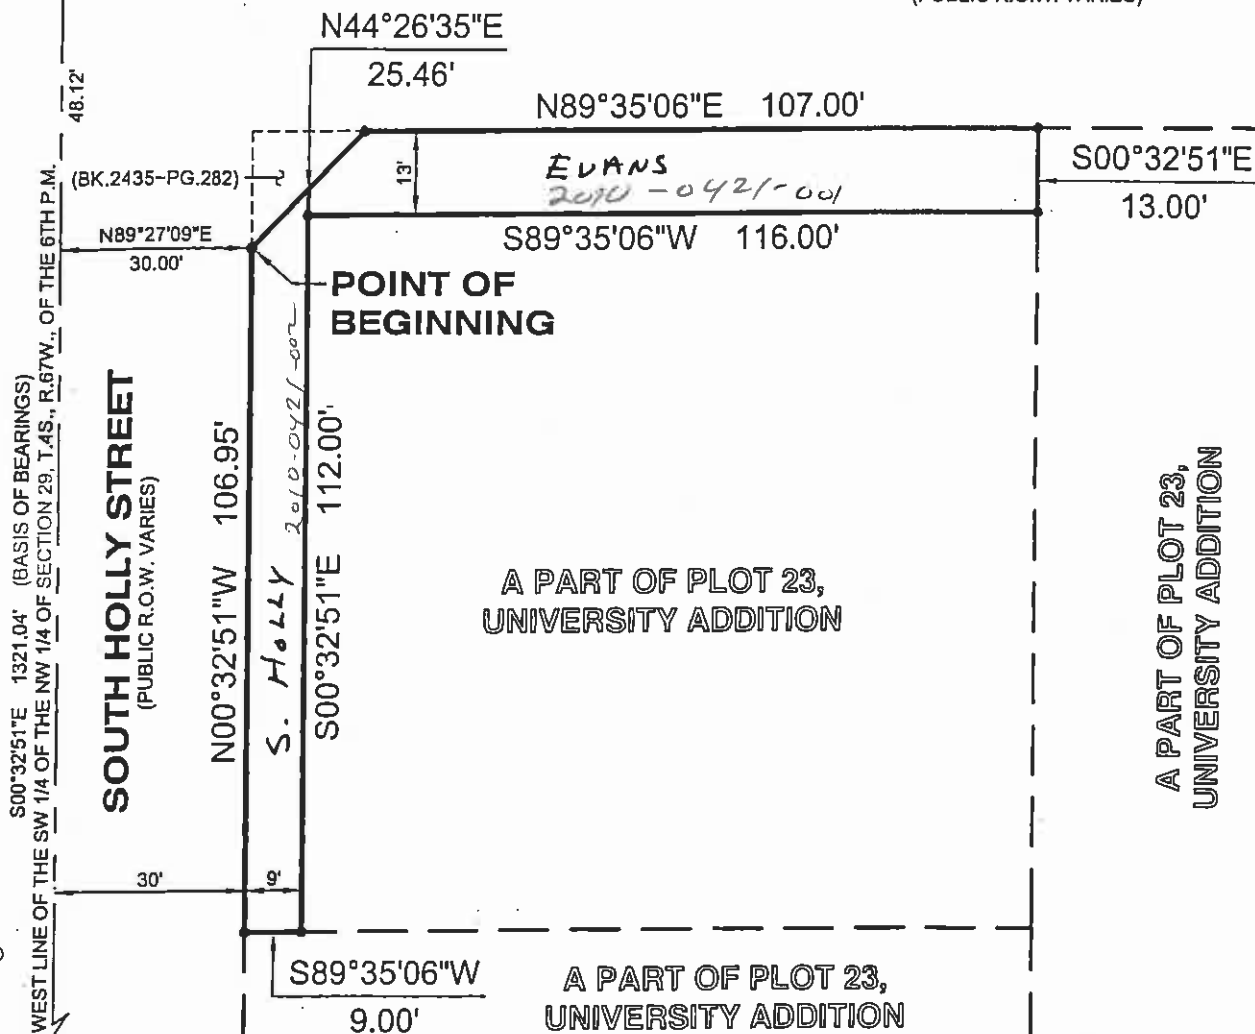 N44°26'35"E
25.46'
48.12'
N89°35'06"E 107.00'
(BK.2435-PG.282)
13'
EVANS
2010-0421-001
S00°32'51"E
13.00'
S89°35'06"W 116.00'
N89°27'09"E
30.00'
POINT OF
BEGINNING
S00°32'51"E 1321.04' (BASIS OF BEARINGS)
WEST LINE OF THE SW 1/4 OF THE NW 1/4 OF SECTION 29, T.4S., R.67W., OF THE 6TH P.M.
SOUTH HOLLY STREET
(PUBLIC R.O.W. VARIES)
N00°32'51"W 106.95'
S. HOLLY 2010-0421-002
S00°32'51"E 112.00'
A PART OF PLOT 23,
UNIVERSITY ADDITION
A PART OF PLOT 23,
UNIVERSITY ADDITION
30'
9'
S89°35'06"W
9.00'
A PART OF PLOT 23,
UNIVERSITY ADDITION